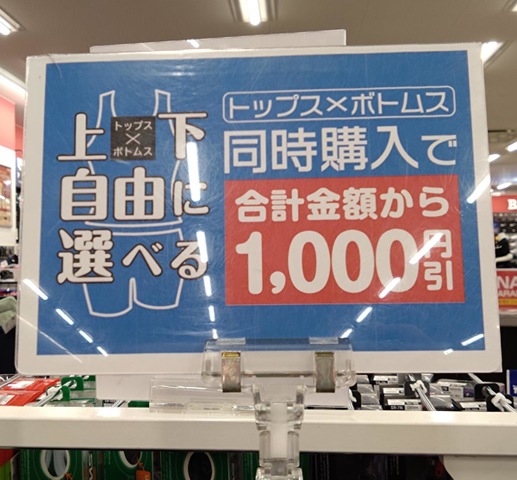 上 トップス×ボトムス 下
自由に
選べる
トップス×ボトムス
同時購入で
合計金額から
1,000円引